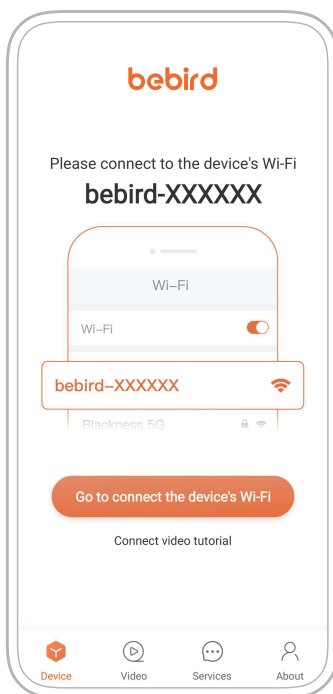 bebird
Please connect to the device's Wi-Fi
bebird-XXXXXX
Wi-Fi
Wi-Fi
bebird-XXXXXX
Blackness 5G
Go to connect the device's Wi-Fi
Connect video tutorial
Device Video Services About